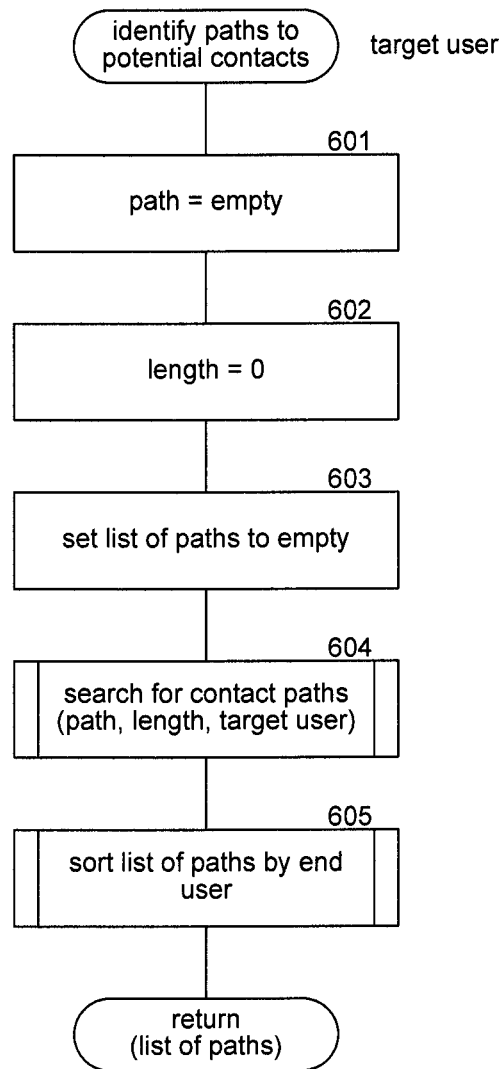 identify paths to
potential contacts
target user
601
path = empty
602
length = 0
603
set list of paths to empty
604
search for contact paths
(path, length, target user)
605
sort list of paths by end
user
return
(list of paths)